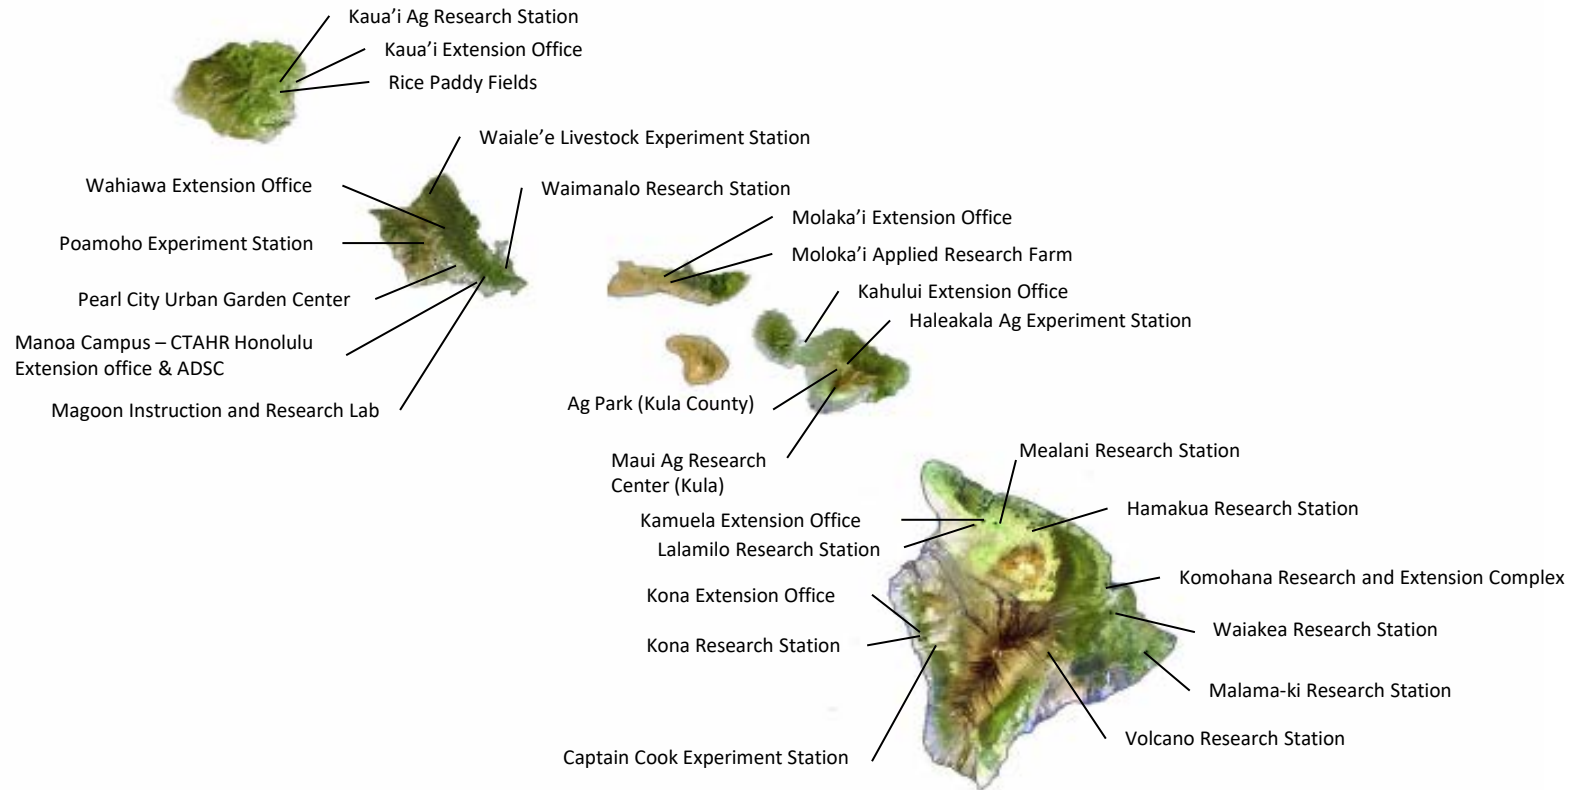 Kaua’i Ag Research Station
Kaua’i Extension Office
Rice Paddy Fields
Waiale’e Livestock Experiment Station
Wahiawa Extension Office
Waimanalo Research Station
Molaka’i Extension Office
Poamoho Experiment Station
Moloka’i Applied Research Farm
Kahului Extension Office
Pearl City Urban Garden Center
Haleakala Ag Experiment Station
Manoa Campus – CTAHR Honolulu
Extension office & ADSC
Magoon Instruction and Research Lab
Ag Park (Kula County)
Maui Ag Research
Center (Kula)
Mealani Research Station
Kamuela Extension Office
Hamakua Research Station
Lalamilo Research Station
Komohana Research and Extension Complex
Kona Extension Office
Waiakea Research Station
Kona Research Station
Malama-ki Research Station
Volcano Research Station
Captain Cook Experiment Station